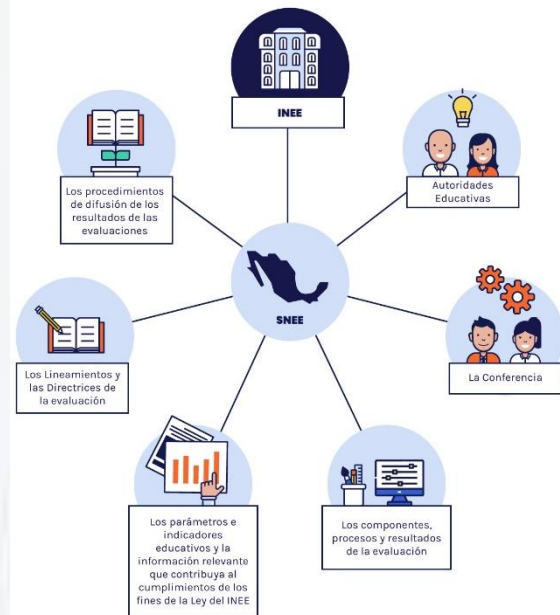 INEE
Autoridades
Educativas
La Conferencia
Los componentes,
procesos y resultados
de la evaluación
Los parámetros e
indicadores
educativos y la
información relevante
que contribuya al
cumplimientos de los
fines de la Ley del INEE
Los Lineamientos y
las Directrices de
la evaluación
Los procedimientos
de difusión de los
resultados de las
evaluaciones
SNEE